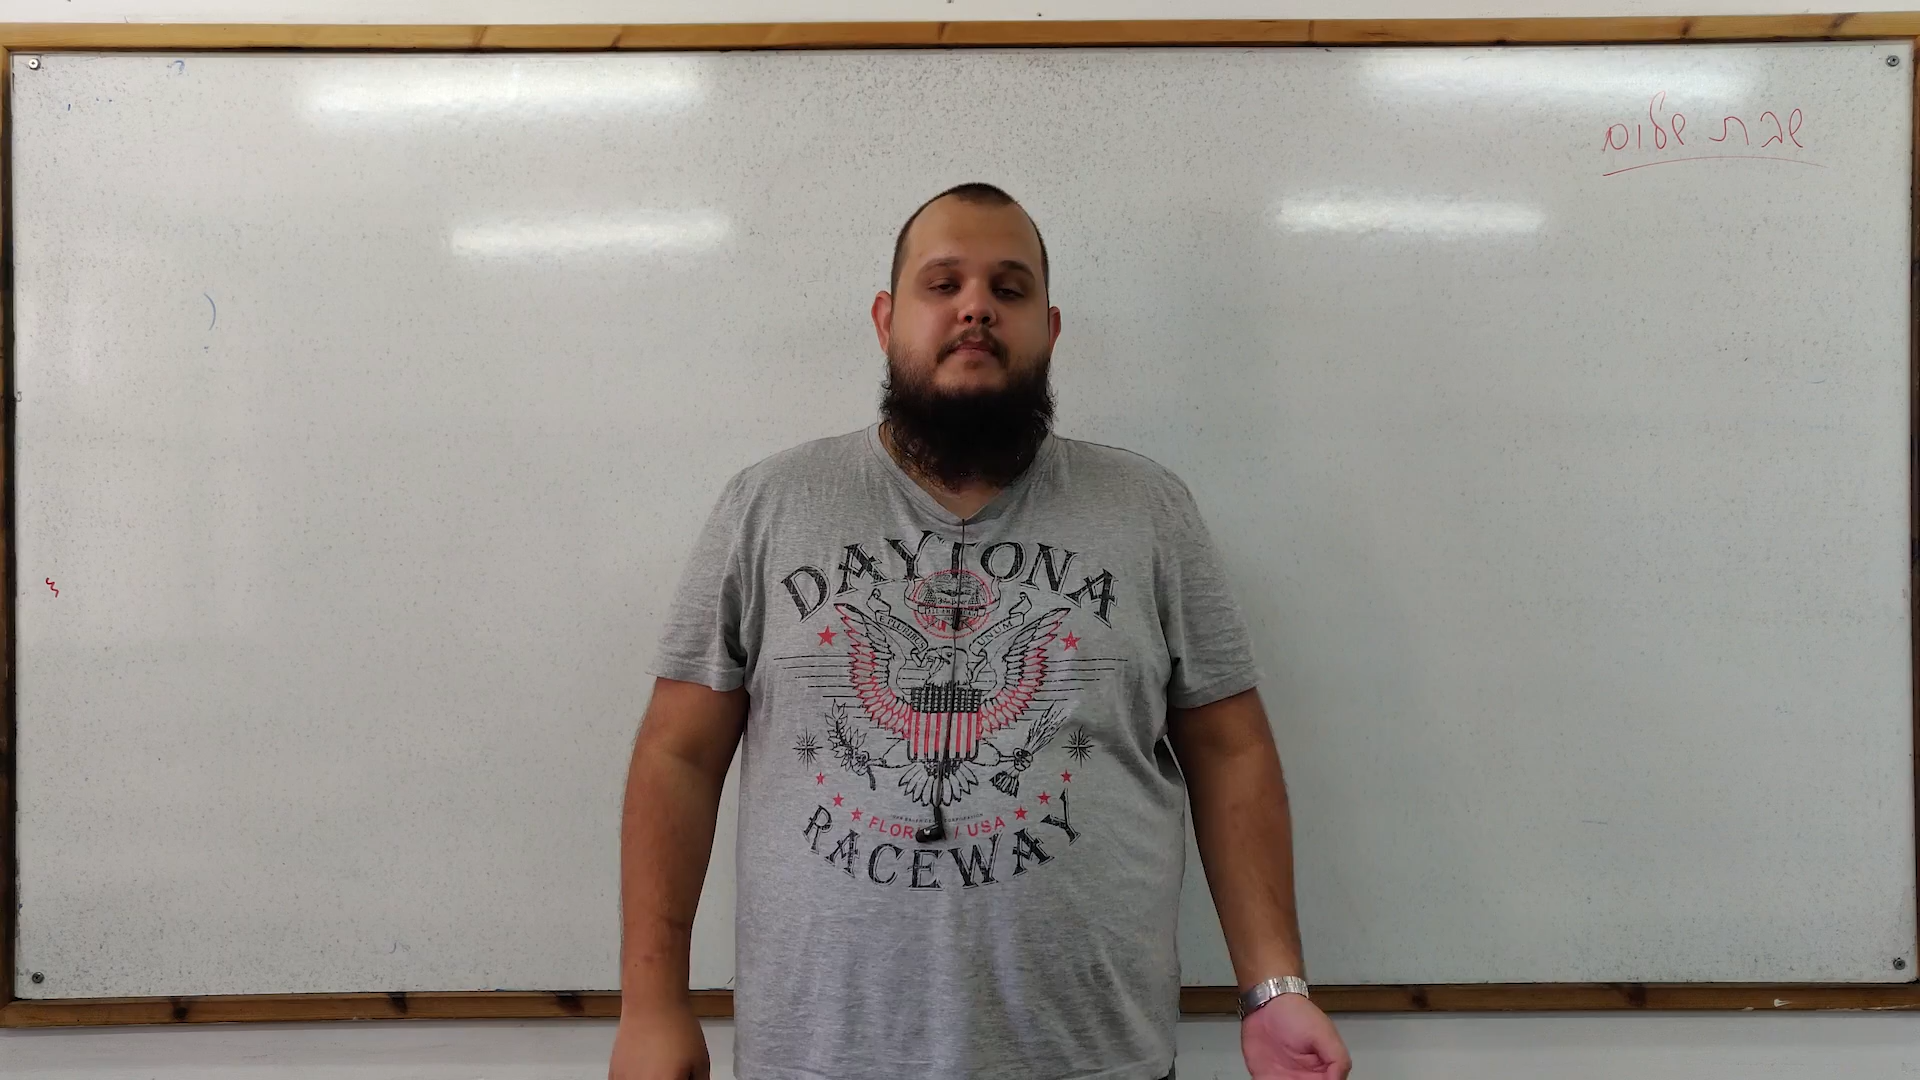 שבת שלום
DAYTONA
E PLURIBUS UNUM
FLOR / USA
RACEWAY